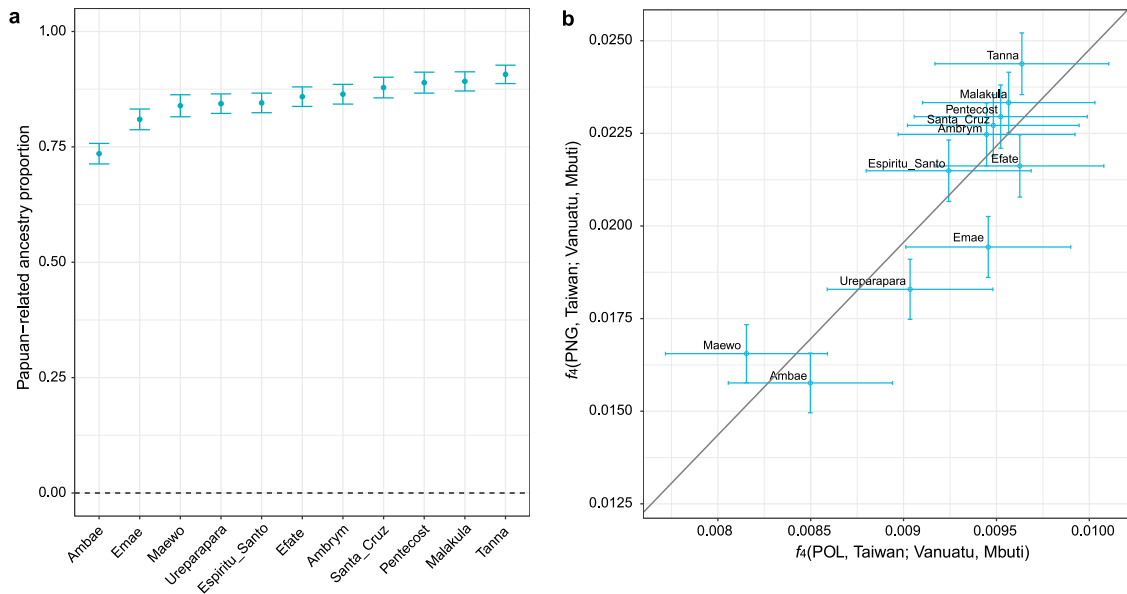 a
Papuan−related ancestry proportion
1.00
0.75
0.50
0.25
0.00
Ambae
Emae
Maewo
Ureparapara
Espiritu_Santo
Efate
Ambrym
Santa_Cruz
Pentecost
Malakula
Tanna
b
f4(PNG, Taiwan; Vanuatu, Mbuti)
0.0250
0.0225
0.0200
0.0175
0.0150
0.0125
Tanna
Malakula
Pentecost
Santa_Cruz
Ambrym
Efate
Espiritu_Santo
Emae
Ureparapara
Maewo
Ambae
0.008
0.0085
0.009
0.0095
0.0100
f4(POL, Taiwan; Vanuatu, Mbuti)